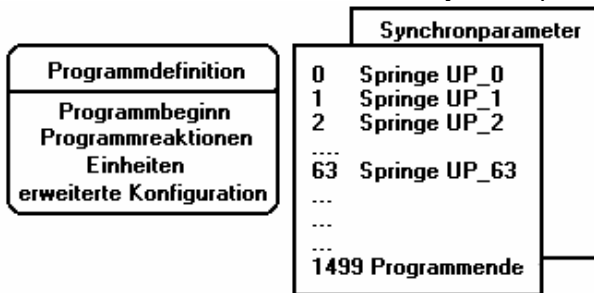 Synchronparameter
Programmdefinition
Programmbeginn
Programmreaktionen
Einheiten
erweiterte Konfiguration
0 Springe UP_0
1 Springe UP_1
2 Springe UP_2
....
63 Springe UP_63
...
...
...
1499 Programmende